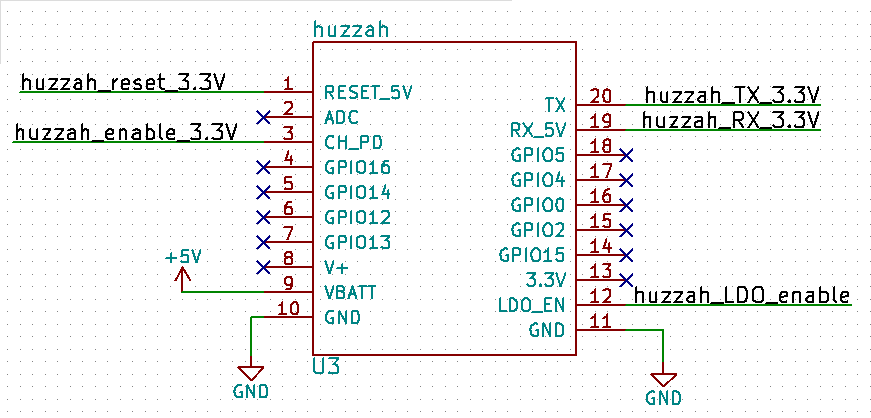 huzzah
huzzah_reset_3.3V 1 RESET_5V
2 ADC
huzzah_enable_3.3V 3 CH_PD
4 GPIO16
5 GPIO14
6 GPIO12
7 GPIO13
8 V+
+5V 9 VBATT
10 GND
GND
TX 20 huzzah_TX_3.3V
RX_5V 19 huzzah_RX_3.3V
GPIO5 18
GPIO4 17
GPIO0 16
GPIO2 15
GPIO15 14
3.3V 13
LDO_EN 12 huzzah_LDO_enable
GND 11
GND
U3